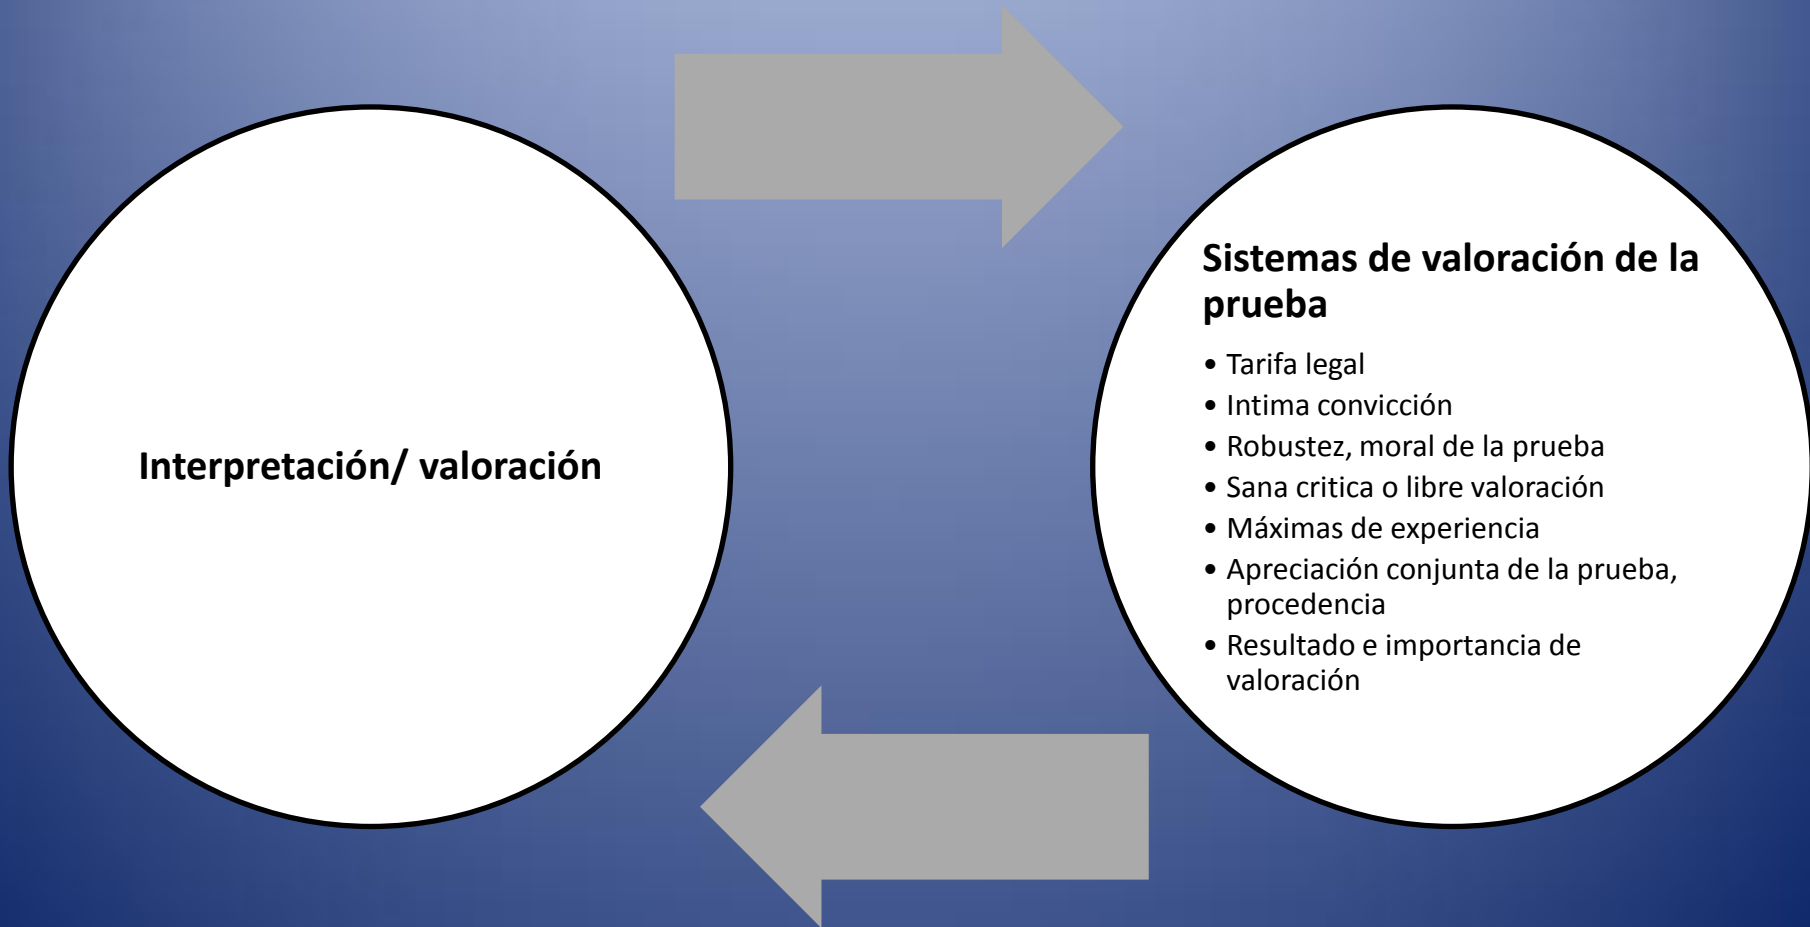 Interpretación/ valoración
Sistemas de valoración de la
prueba
• Tarifa legal
• Intima convicción
• Robustez, moral de la prueba
• Sana critica o libre valoración
• Máximas de experiencia
• Apreciación conjunta de la prueba,
procedencia
• Resultado e importancia de
valoración